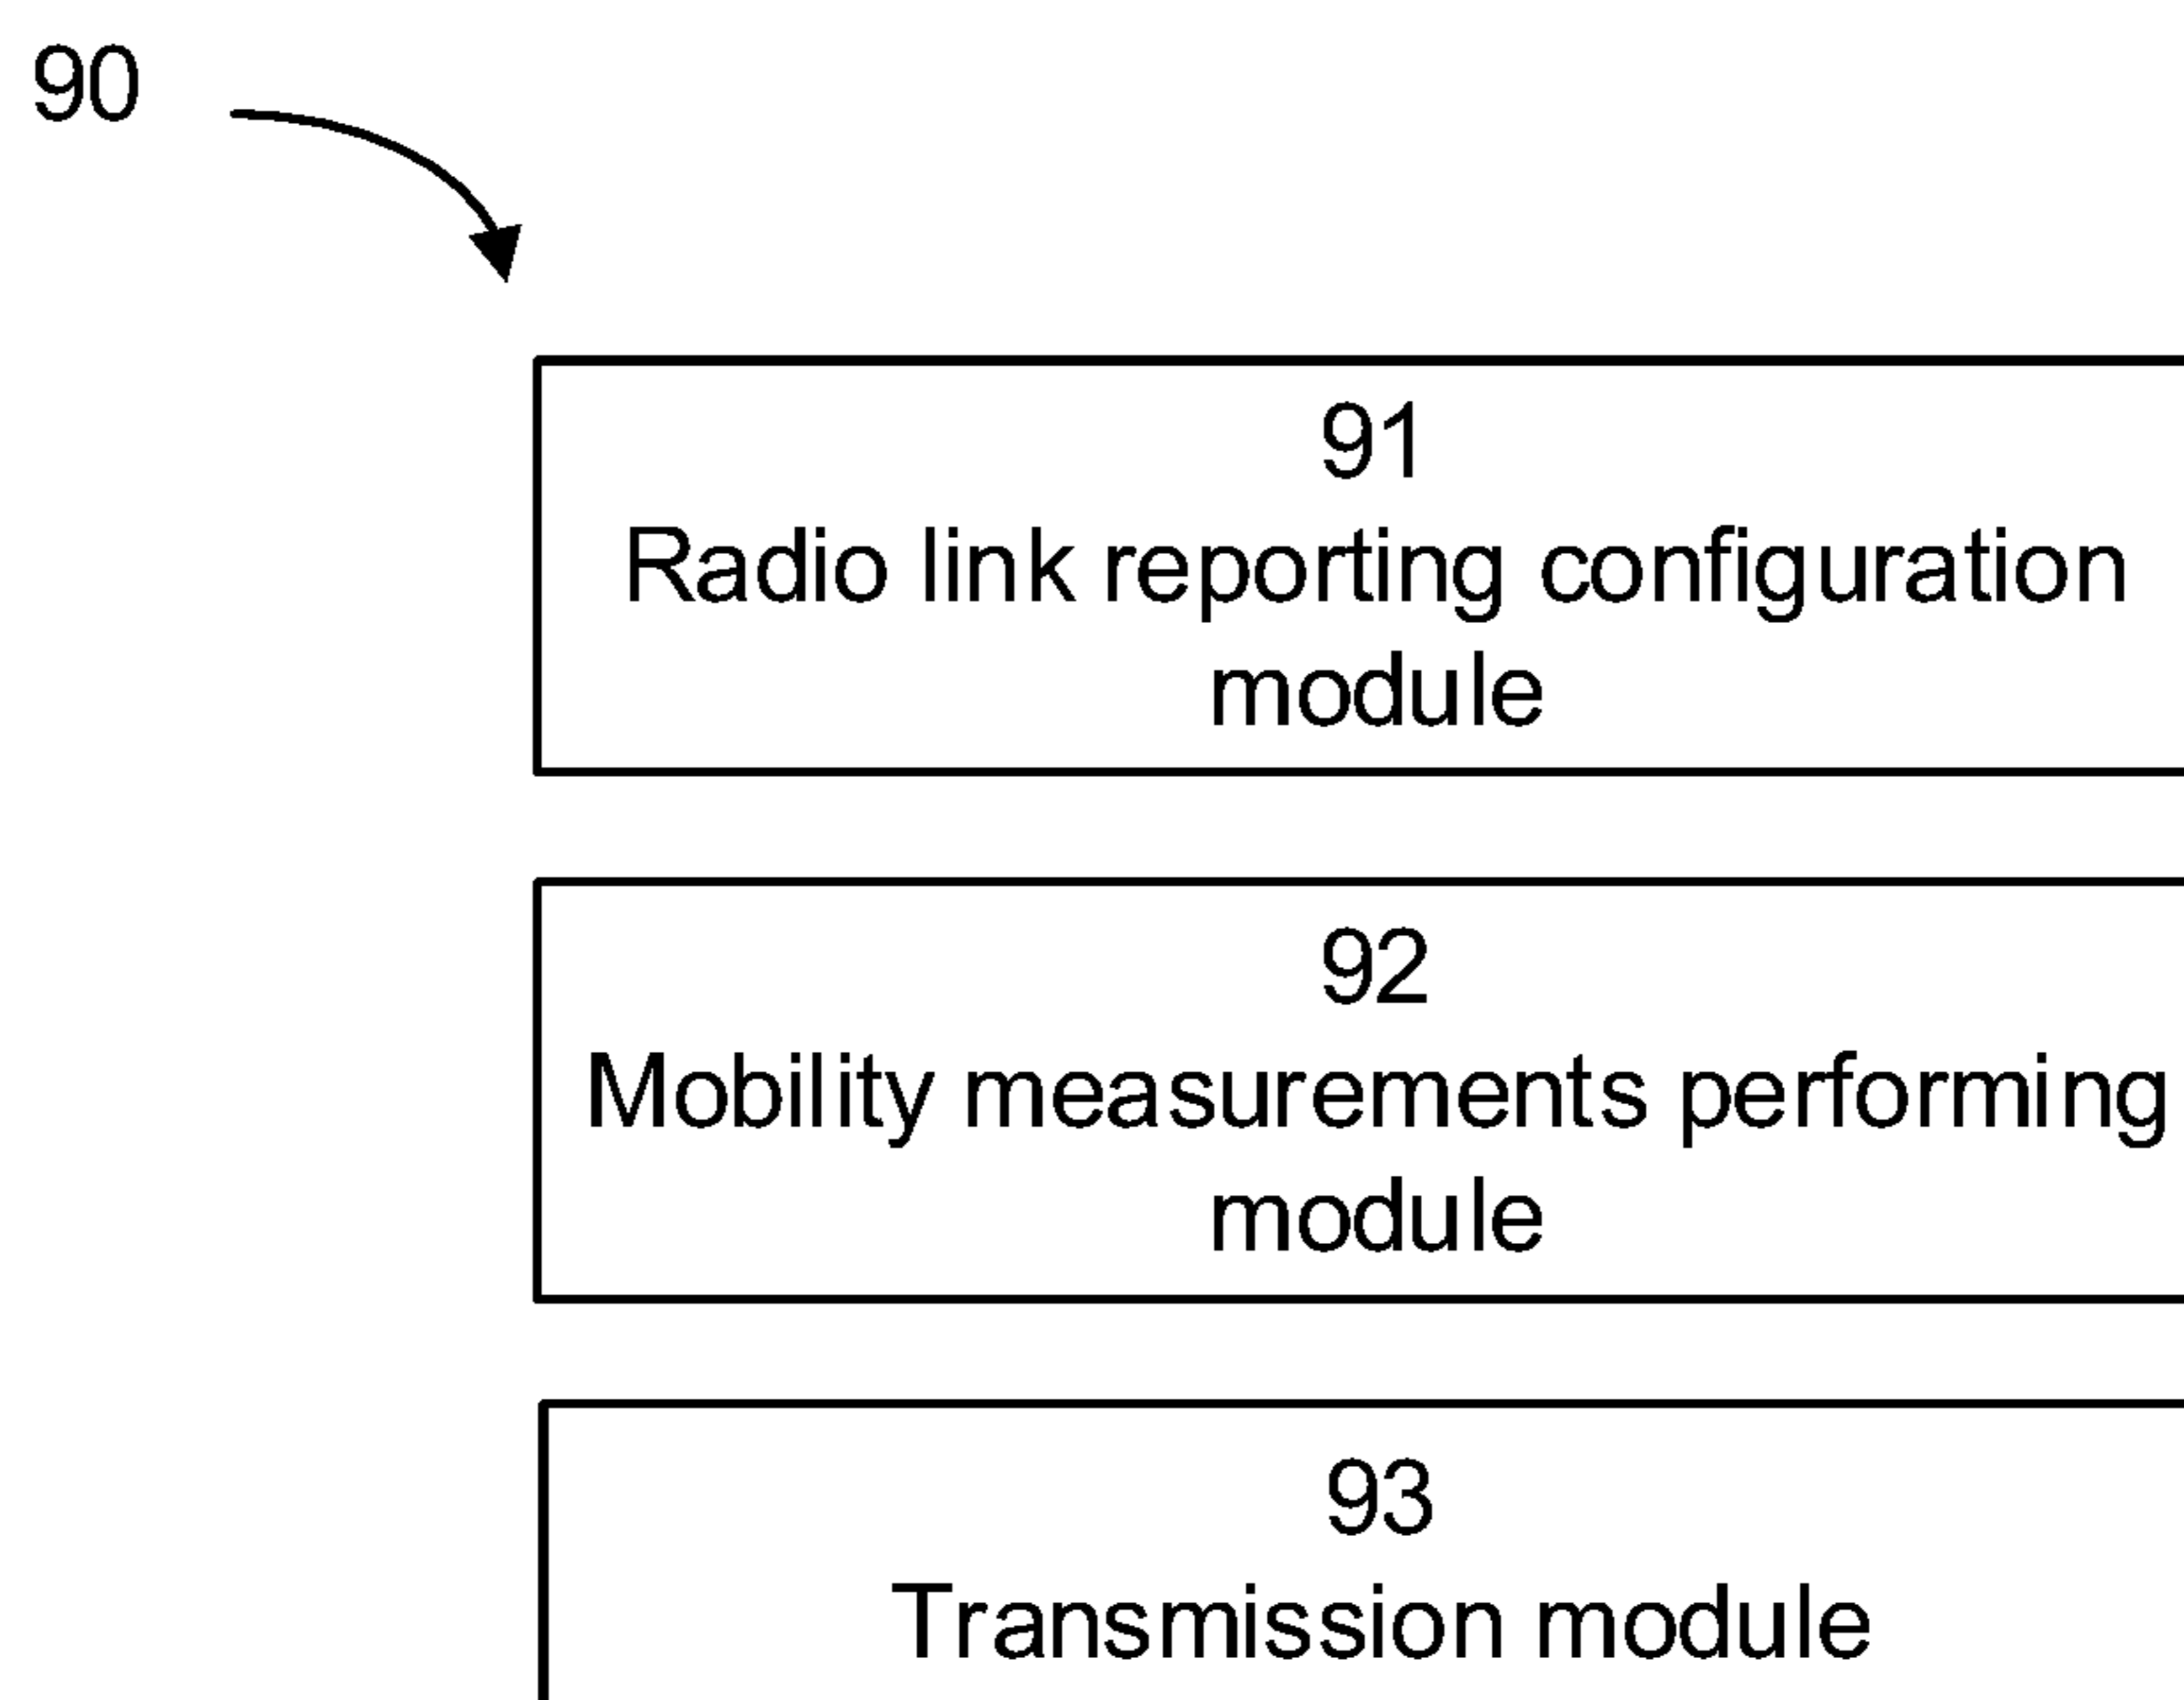 90
91
Radio link reporting configuration
module
92
Mobility measurements performing
module
93
Transmission module